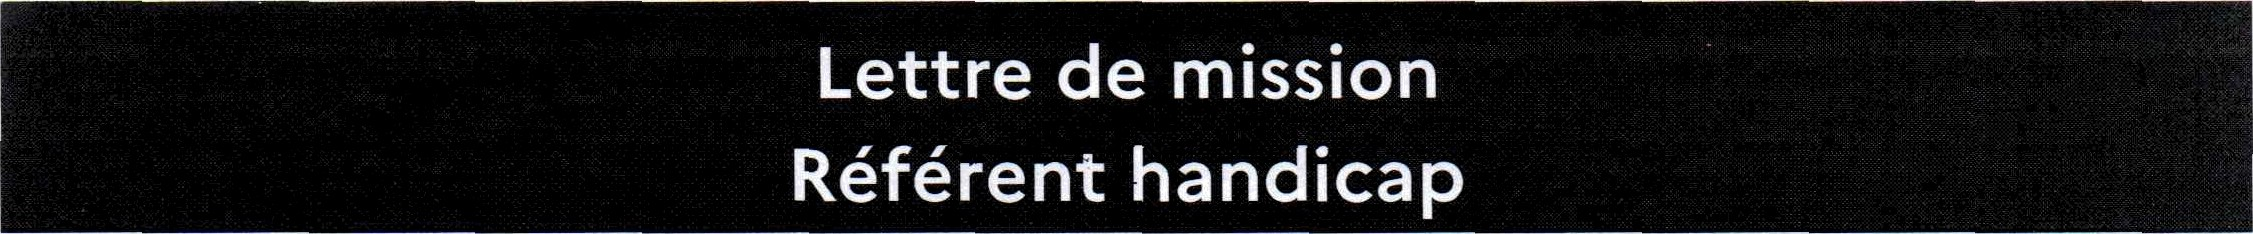 Lettre de mission
Référent handicap